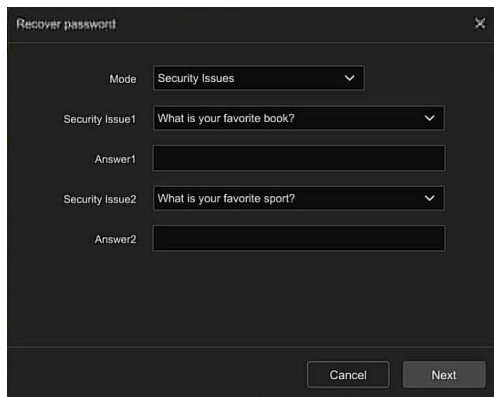 Recover password
Mode Security Issues
Security Issue1 What is your favorite book?
Answer1
Security Issue2 What is your favorite sport?
Answer2
Cancel Next